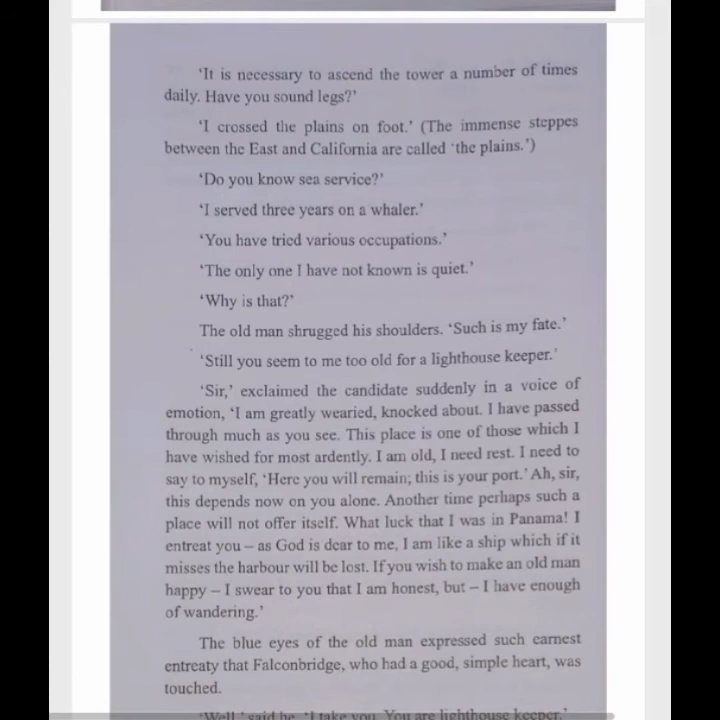 ‘It is necessary to ascend the tower a number of times
daily. Have you sound legs?’
‘I crossed the plains on foot.’ (The immense steppes
between the East and California are called ‘the plains.’)
‘Do you know sea service?’
‘I served three years on a whaler.’
‘You have tried various occupations.’
‘The only one I have not known is quiet.’
‘Why is that?’
The old man shrugged his shoulders. ‘Such is my fate.’
‘Still you seem to me too old for a lighthouse keeper.’
‘Sir,’ exclaimed the candidate suddenly in a voice of
emotion, ‘I am greatly wearied, knocked about. I have passed
through much as you see. This place is one of those which I
have wished for most ardently. I am old, I need rest. I need to
say to myself, ‘Here you will remain; this is your port.’ Ah, sir,
this depends now on you alone. Another time perhaps such a
place will not offer itself. What luck that I was in Panama! I
entreat you – as God is dear to me, I am like a ship which if it
misses the harbour will be lost. If you wish to make an old man
happy – I swear to you that I am honest, but – I have enough
of wandering.’
The blue eyes of the old man expressed such earnest
entreaty that Falconbridge, who had a good, simple heart, was
touched.
‘Well,’ said he, ‘I take you. You are lighthouse keeper.’